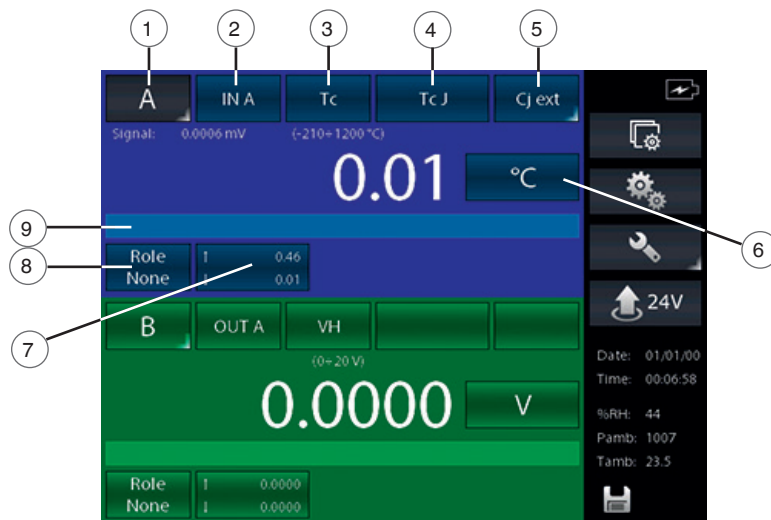 1 2 3 4 5
A IN A Tc Tc J Cj ext
Signal: 0.0006 mV (-210÷1200 °C)
0.01 °C
6
9
8
Role None
↑ 0.46
↓ 0.01
7
B OUT A VH
(0÷20 V)
0.0000 V
Role None
↑ 0.0000
↓ 0.0000
24V
Date: 01/01/00
Time: 00:06:58
%RH: 44
Pamb: 1007
Tamb: 23.5